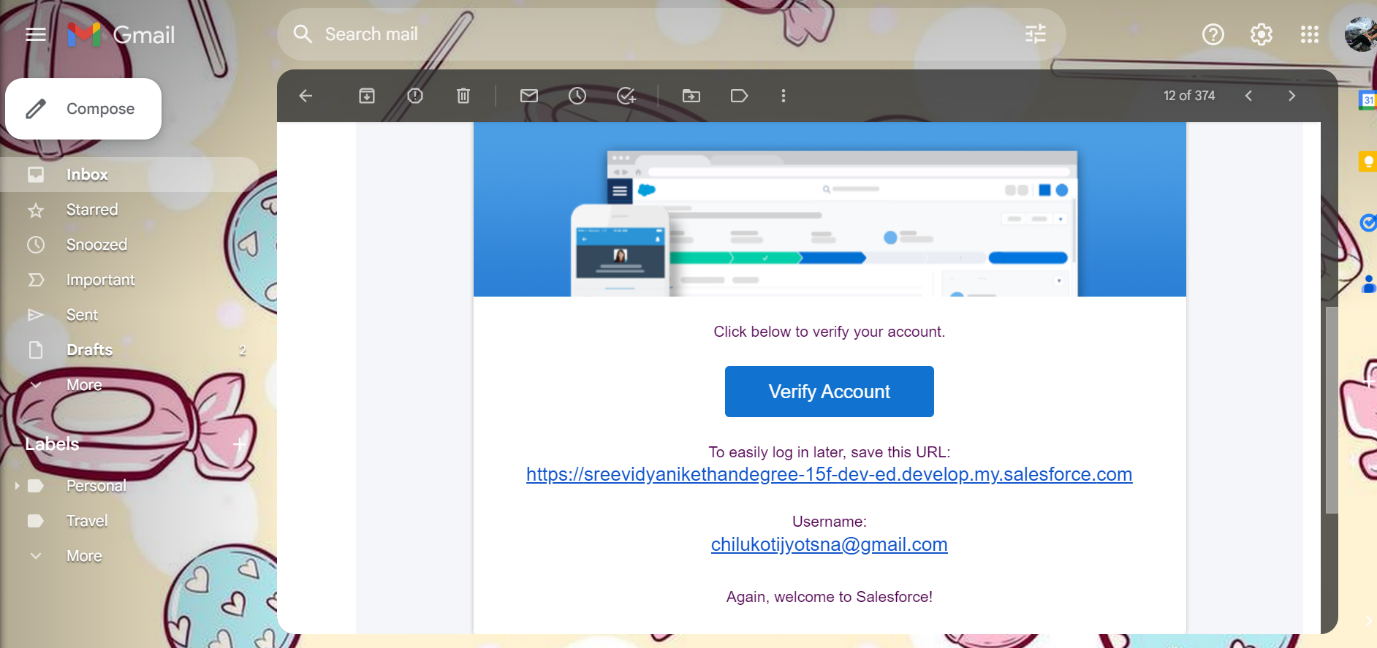 Gmail
Search mail
Compose
12 of 374
31
Inbox
Starred
Snoozed
Important
Sent
Drafts 2
More
Labels
Personal
Travel
More
Click below to verify your account.
Verify Account
To easily log in later, save this URL:
https://sreevidyanikethandegree-15f-dev-ed.develop.my.salesforce.com
Username:
chilukotijyotsna@gmail.com
Again, welcome to Salesforce!